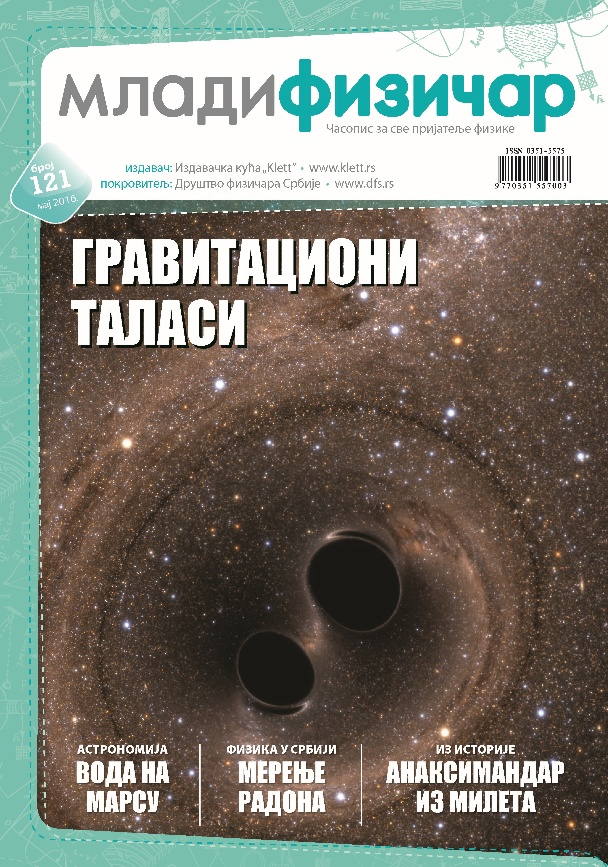 младифизичар
Часопис за све пријатеље физике
издавач: Издавачка кућа „Klett“ • www.klett.rs
покровитељ: Друштво физичара Србије • www.dfs.rs
ISSN 0351-5575
9 770351 557003
број
121
мај 2016.
ГРАВИТАЦИОНИ
ТАЛАСИ
АСТРОНОМИЈА
ВОДА НА
МАРСУ
ФИЗИКА У СРБИЈИ
МЕРЕЊЕ
РАДОНА
ИЗ ИСТОРИЈЕ
АНАКСИМАНДАР
ИЗ МИЛЕТА